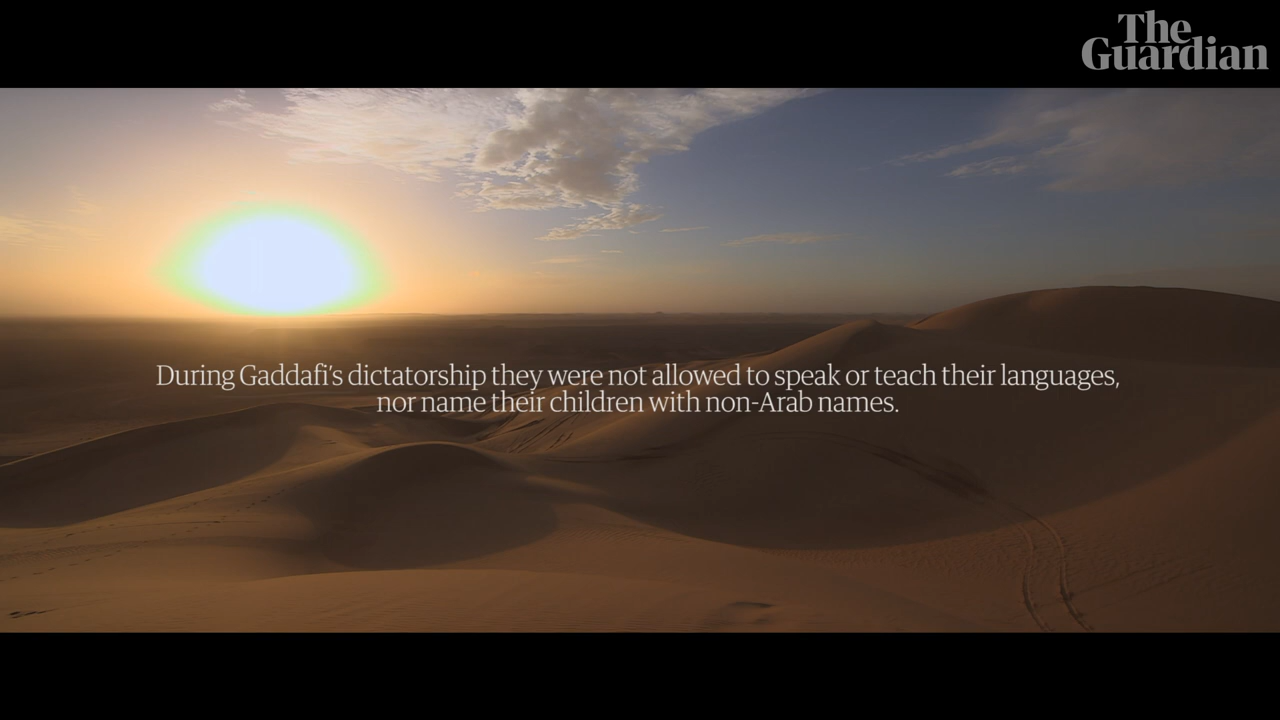 The
Guardian
During Gaddafi's dictatorship they were not allowed to speak or teach their languages,
nor name their children with non-Arab names.